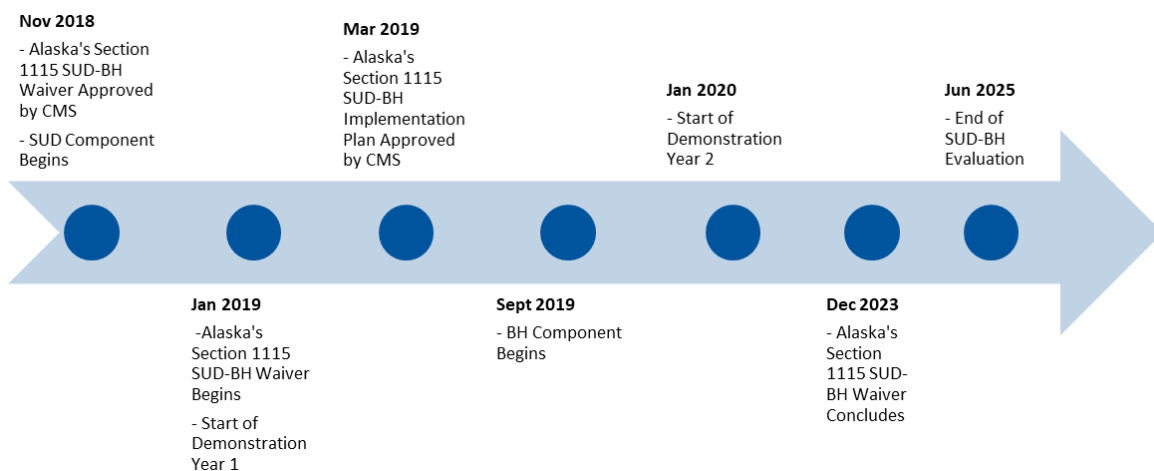 Nov 2018
- Alaska's Section
1115 SUD-BH
Waiver Approved
by CMS
- SUD Component
Begins
Jan 2019
-Alaska's
Section 1115
SUD-BH Waiver
Begins
- Start of
Demonstration
Year 1
Mar 2019
- Alaska's
Section 1115
SUD-BH
Implementation
Plan Approved
by CMS
Sept 2019
- BH Component
Begins
Jan 2020
- Start of
Demonstration
Year 2
Dec 2023
- Alaska's
Section
1115 SUD-
BH Waiver
Concludes
Jun 2025
- End of
SUD-BH
Evaluation